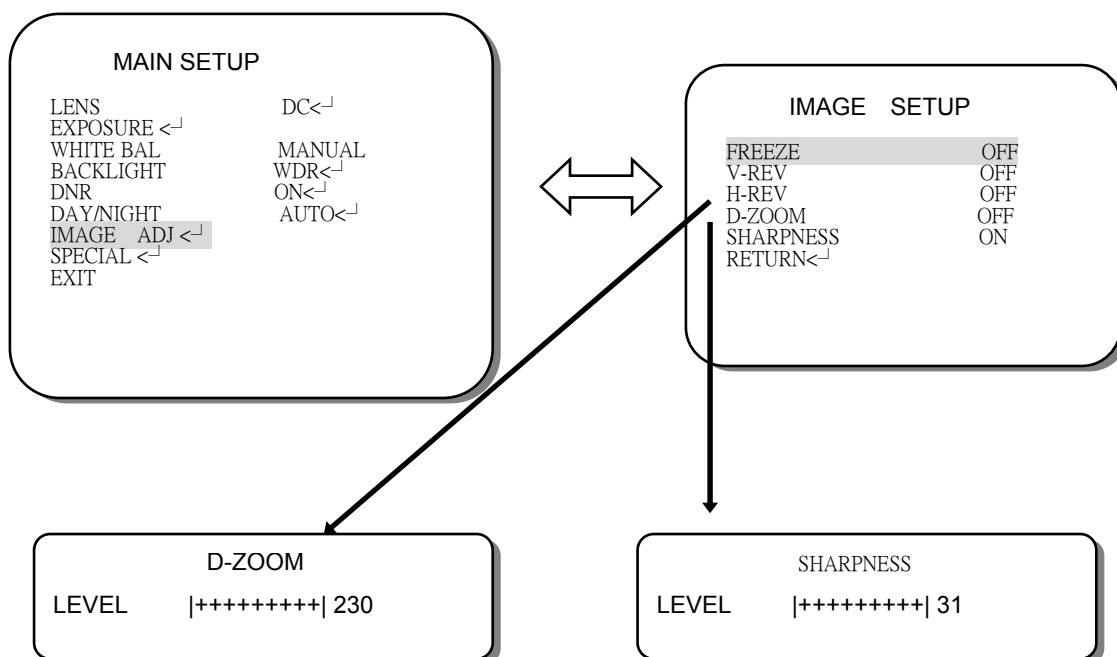 MAIN SETUP
LENS DC<┘
EXPOSURE <┘
WHITE BAL MANUAL
BACKLIGHT WDR<┘
DNR ON<┘
DAY/NIGHT AUTO<┘
IMAGE ADJ <┘
SPECIAL <┘
EXIT
IMAGE SETUP
FREEZE OFF
V-REV OFF
H-REV OFF
D-ZOOM OFF
SHARPNESS ON
RETURN<┘
D-ZOOM
LEVEL |+++++++++| 230
SHARPNESS
LEVEL |+++++++++| 31